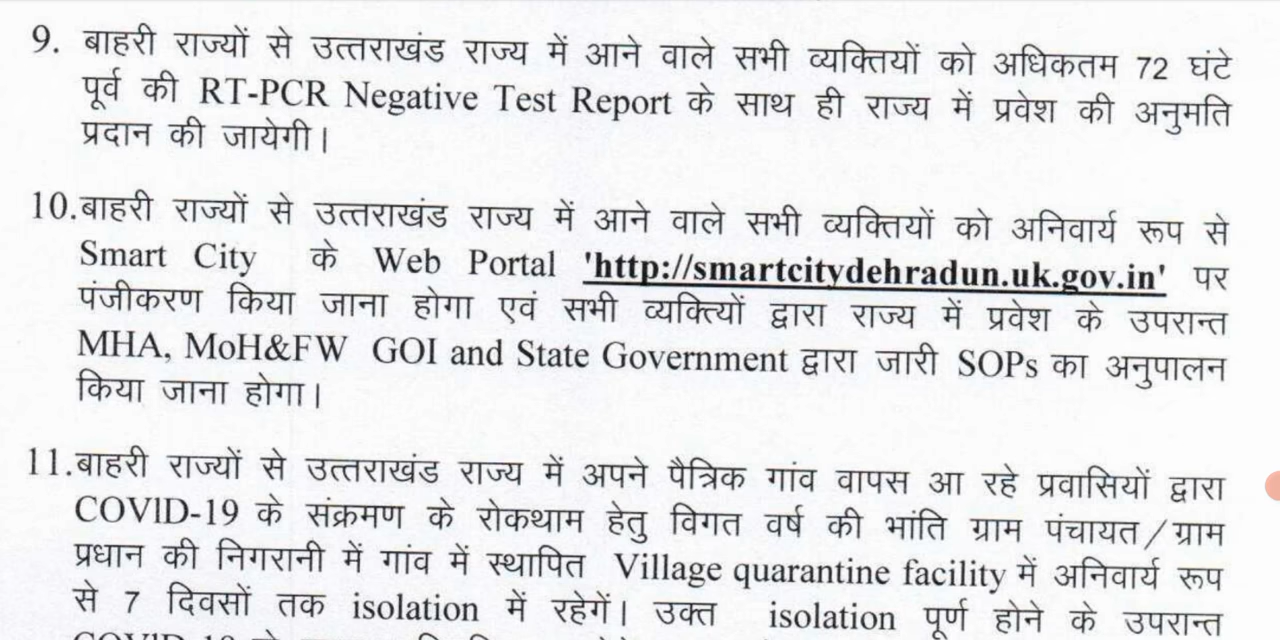 9. बाहरी राज्यों से उत्तराखंड राज्य में आने वाले सभी व्यक्तियों को अधिकतम 72 घंटे
पूर्व की RT-PCR Negative Test Report के साथ ही राज्य में प्रवेश की अनुमति
प्रदान की जायेगी।
10.बाहरी राज्यों से उत्तराखंड राज्य में आने वाले सभी व्यक्तियों को अनिवार्य रूप से
Smart City के Web Portal 'http://smartcitydehradun.uk.gov.in' पर
पंजीकरण किया जाना होगा एवं सभी व्यक्त्यिों द्वारा राज्य में प्रवेश के उपरान्त
MHA, MoH&FW GOI and State Government द्वारा जारी SOPs का अनुपालन
किया जाना होगा।
11.बाहरी राज्यों से उत्तराखंड राज्य में अपने पैत्रिक गांव वापस आ रहे प्रवासियों द्वारा
COVID-19 के संक्रमण के रोकथाम हेतु विगत वर्ष की भांति ग्राम पंचायत/ग्राम
प्रधान की निगरानी में गांव में स्थापित Village quarantine facility में अनिवार्य रूप
से 7 दिवसों तक isolation में रहेगें। उक्त isolation पूर्ण होने के उपरान्त
COVID-19